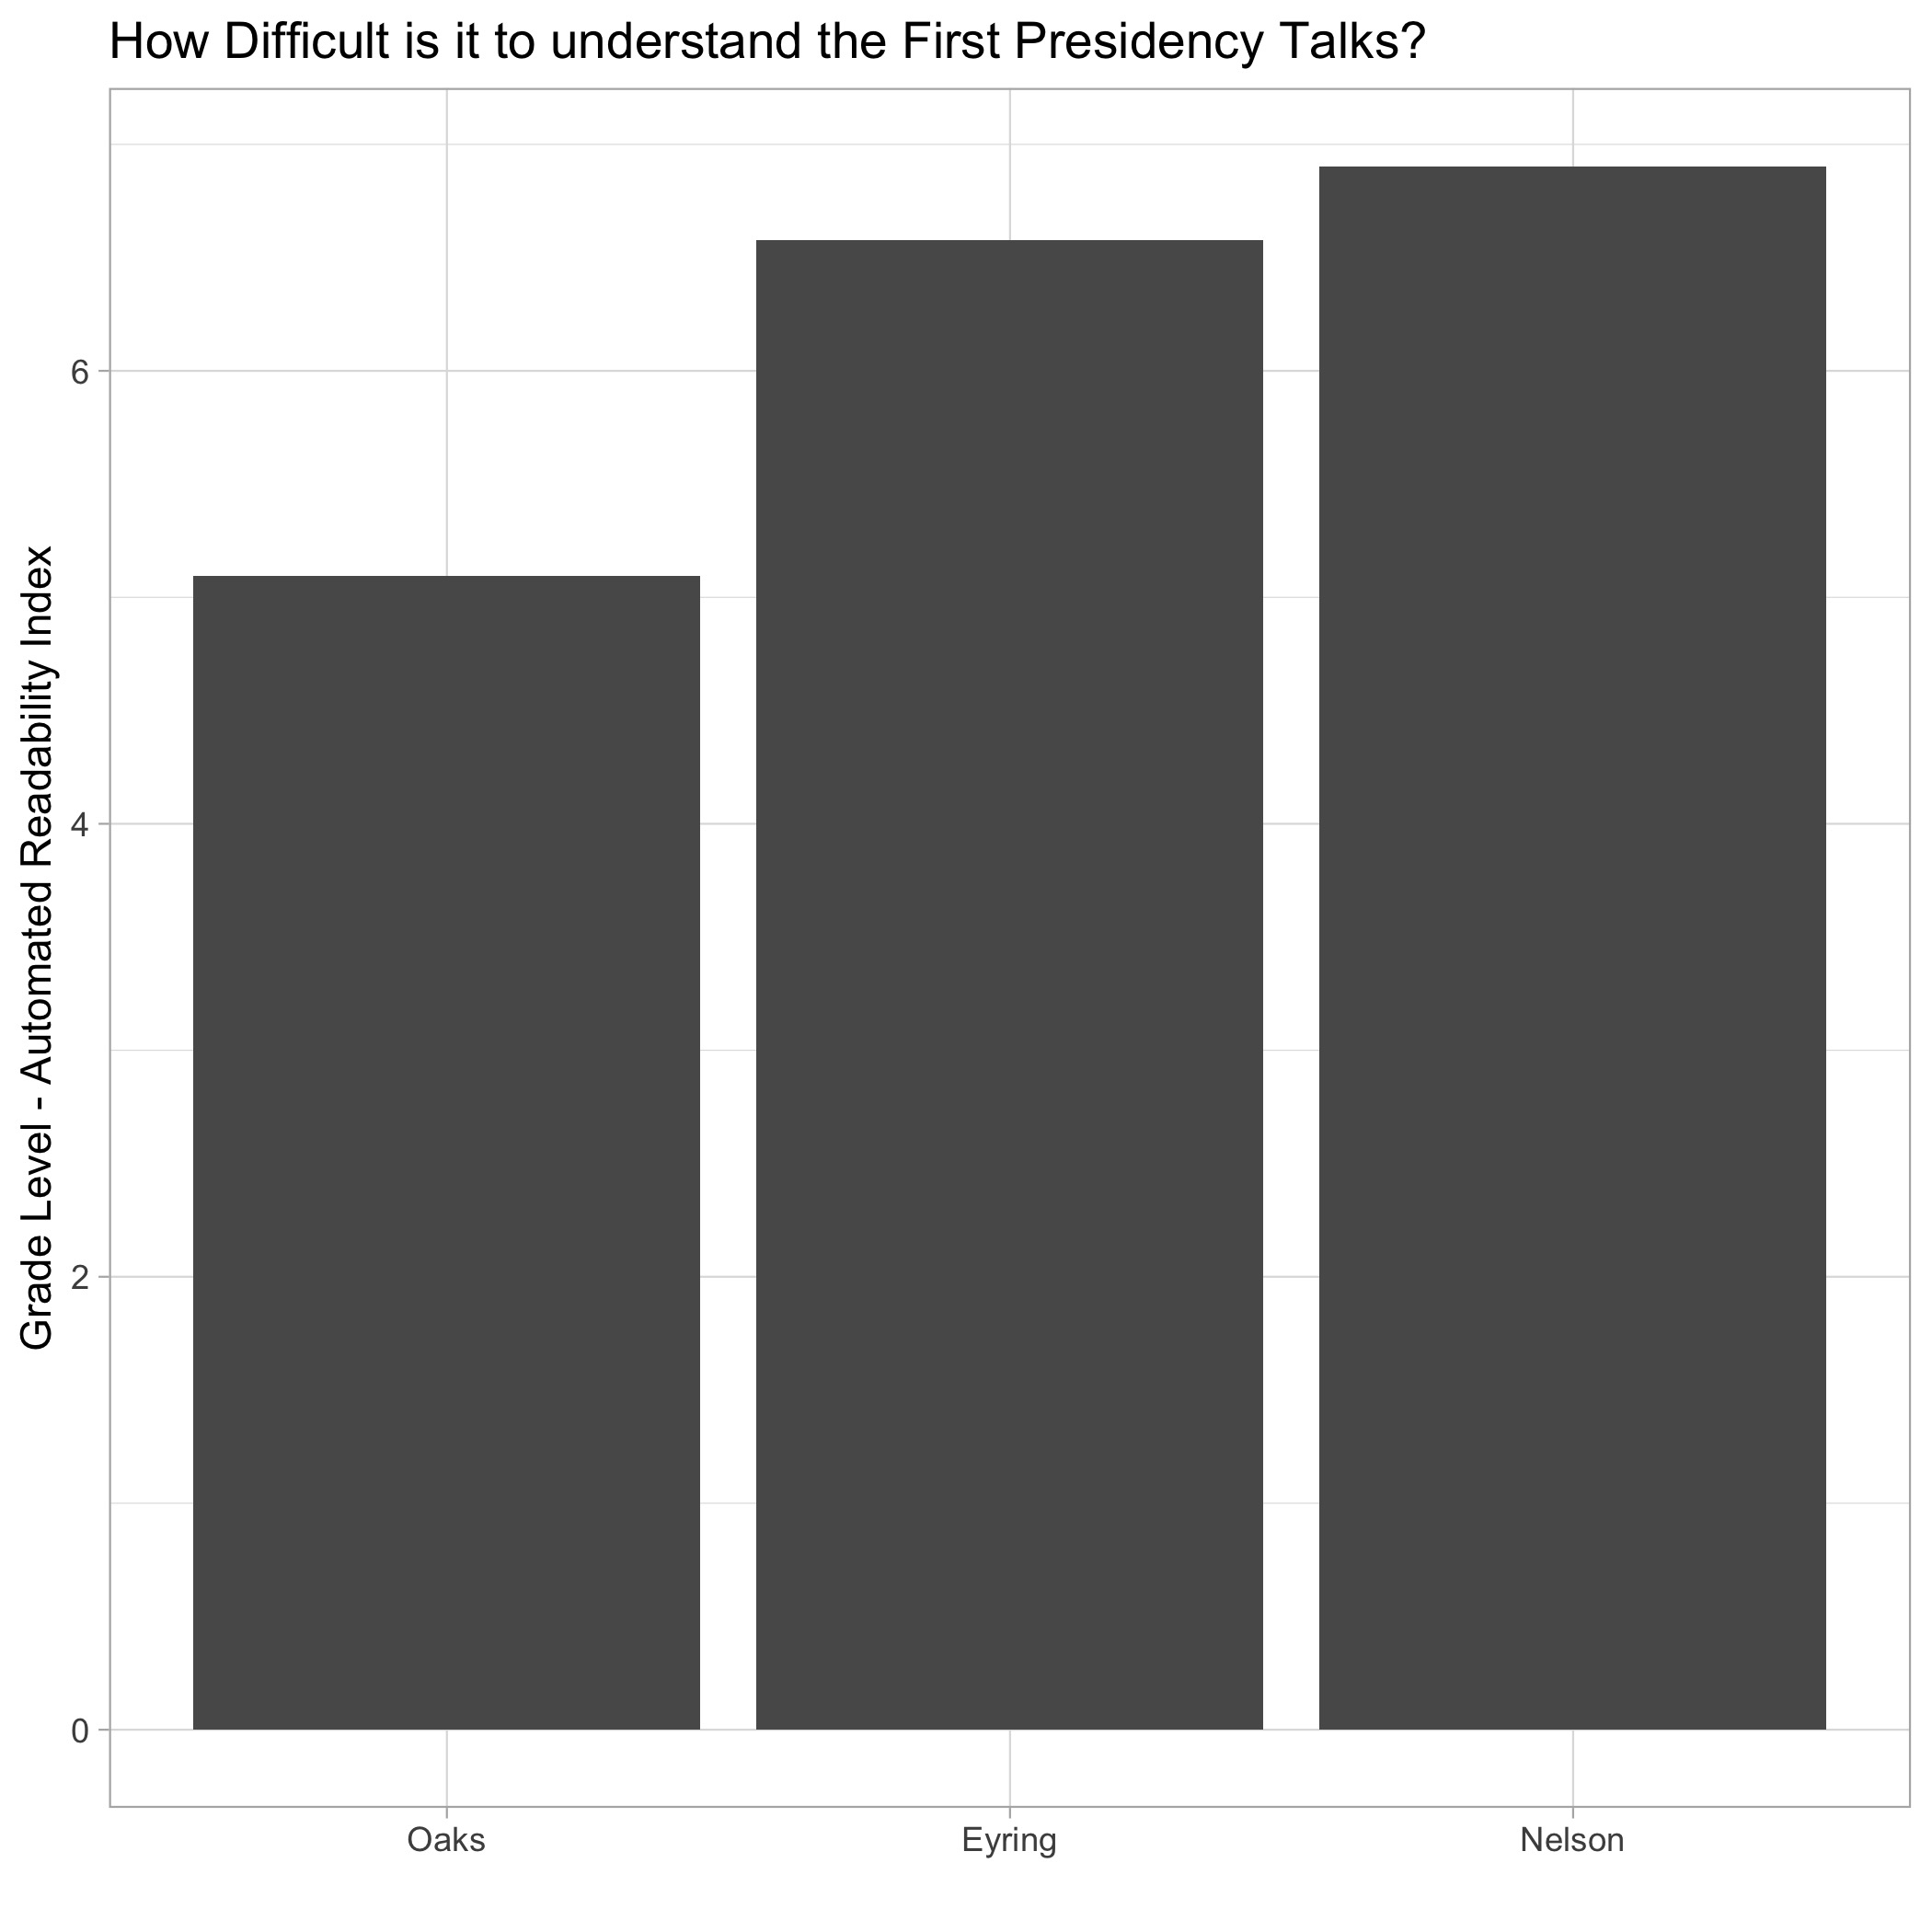 How Difficult is it to understand the First Presidency Talks?
Grade Level - Automated Readability Index
6
4
2
0
Oaks
Eyring
Nelson